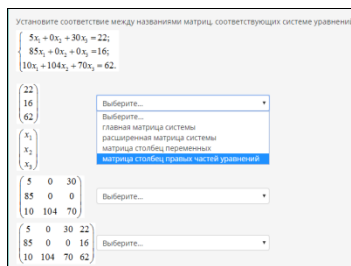 Установите соответствие между названиями матриц, соответствующих системе уравнени
5x₁ + 0x₂ + 30x₃ = 22;
85x₁ + 0x₂ + 0x₃ = 16;
10x₁ + 104x₂ + 70x₃ = 62.
22
16
62
Выберите...
Выберите...
главная матрица системы
расширенная матрица системы
матрица столбец переменных
матрица столбец правых частей уравнений
x₁
x₂
x₃
5 0 30
85 0 0
10 104 70
Выберите...
5 0 30 22
85 0 0 16
10 104 70 62
Выберите...